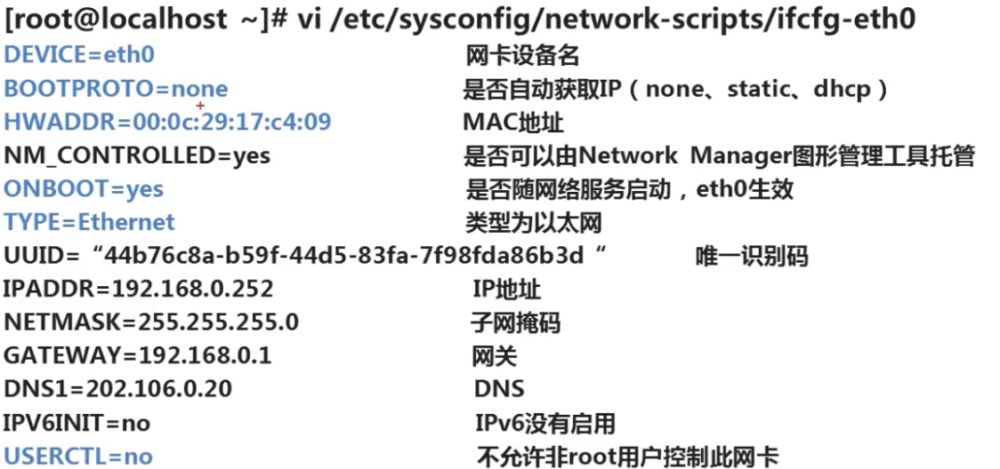 [root@localhost ~]# vi /etc/sysconfig/network-scripts/ifcfg-eth0
DEVICE=eth0 网卡设备名
BOOTPROTO=none 是否自动获取IP（none、static、dhcp）
HWADDR=00:0c:29:17:c4:09 MAC地址
NM_CONTROLLED=yes 是否可以由Network Manager图形管理工具托管
ONBOOT=yes 是否随网络服务启动，eth0生效
TYPE=Ethernet 类型为以太网
UUID=“44b76c8a-b59f-44d5-83fa-7f98fda86b3d“ 唯一识别码
IPADDR=192.168.0.252 IP地址
NETMASK=255.255.255.0 子网掩码
GATEWAY=192.168.0.1 网关
DNS1=202.106.0.20 DNS
IPV6INIT=no IPv6没有启用
USERCTL=no 不允许非root用户控制此网卡